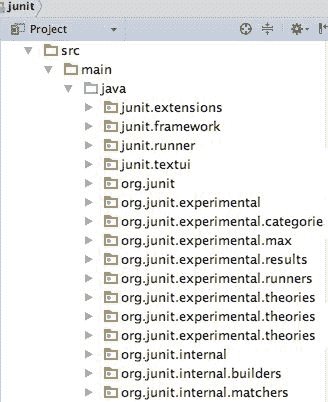 junit
Project
src
main
java
junit.extensions
junit.framework
junit.runner
junit.textui
org.junit
org.junit.experimental
org.junit.experimental.categorie
org.junit.experimental.max
org.junit.experimental.results
org.junit.experimental.runners
org.junit.experimental.theories
org.junit.experimental.theories
org.junit.experimental.theories
org.junit.internal
org.junit.internal.builders
org.junit.internal.matchers